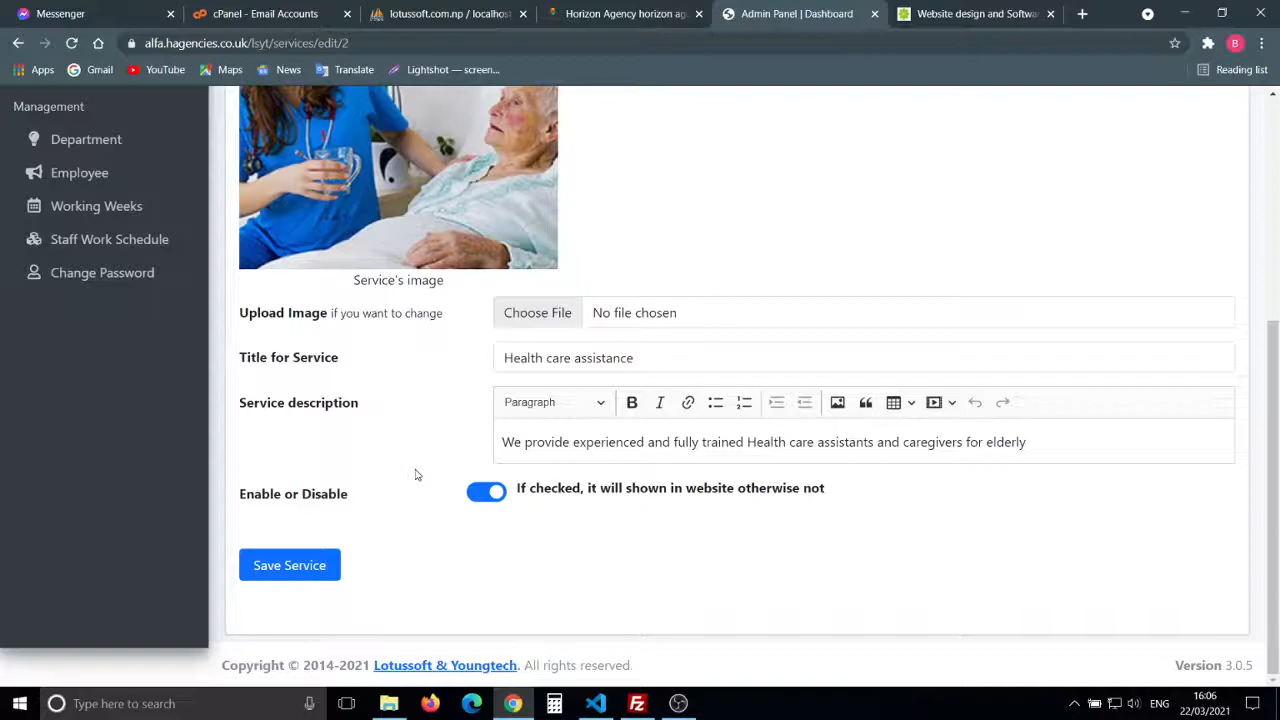 Messenger
cPanel - Email Accounts
lotussoft.com.np / localhos
Horizon Agency horizon ag
Admin Panel | Dashboard
Website design and Softwa
alfa.hagencies.co.uk/lsyt/services/edit/2
B
Apps
Gmail
YouTube
Maps
News
Translate
Lightshot — screen...
Reading list
Management
Department
Employee
Working Weeks
Staff Work Schedule
Change Password
Service's image
Upload Image if you want to change
Choose File
No file chosen
Title for Service
Health care assistance
Service description
Paragraph
We provide experienced and fully trained Health care assistants and caregivers for elderly
Enable or Disable
If checked, it will shown in website otherwise not
Save Service
Copyright © 2014-2021 Lotussoft & Youngtech. All rights reserved.
Version 3.0.5
Type here to search
ENG
16:06
22/03/2021